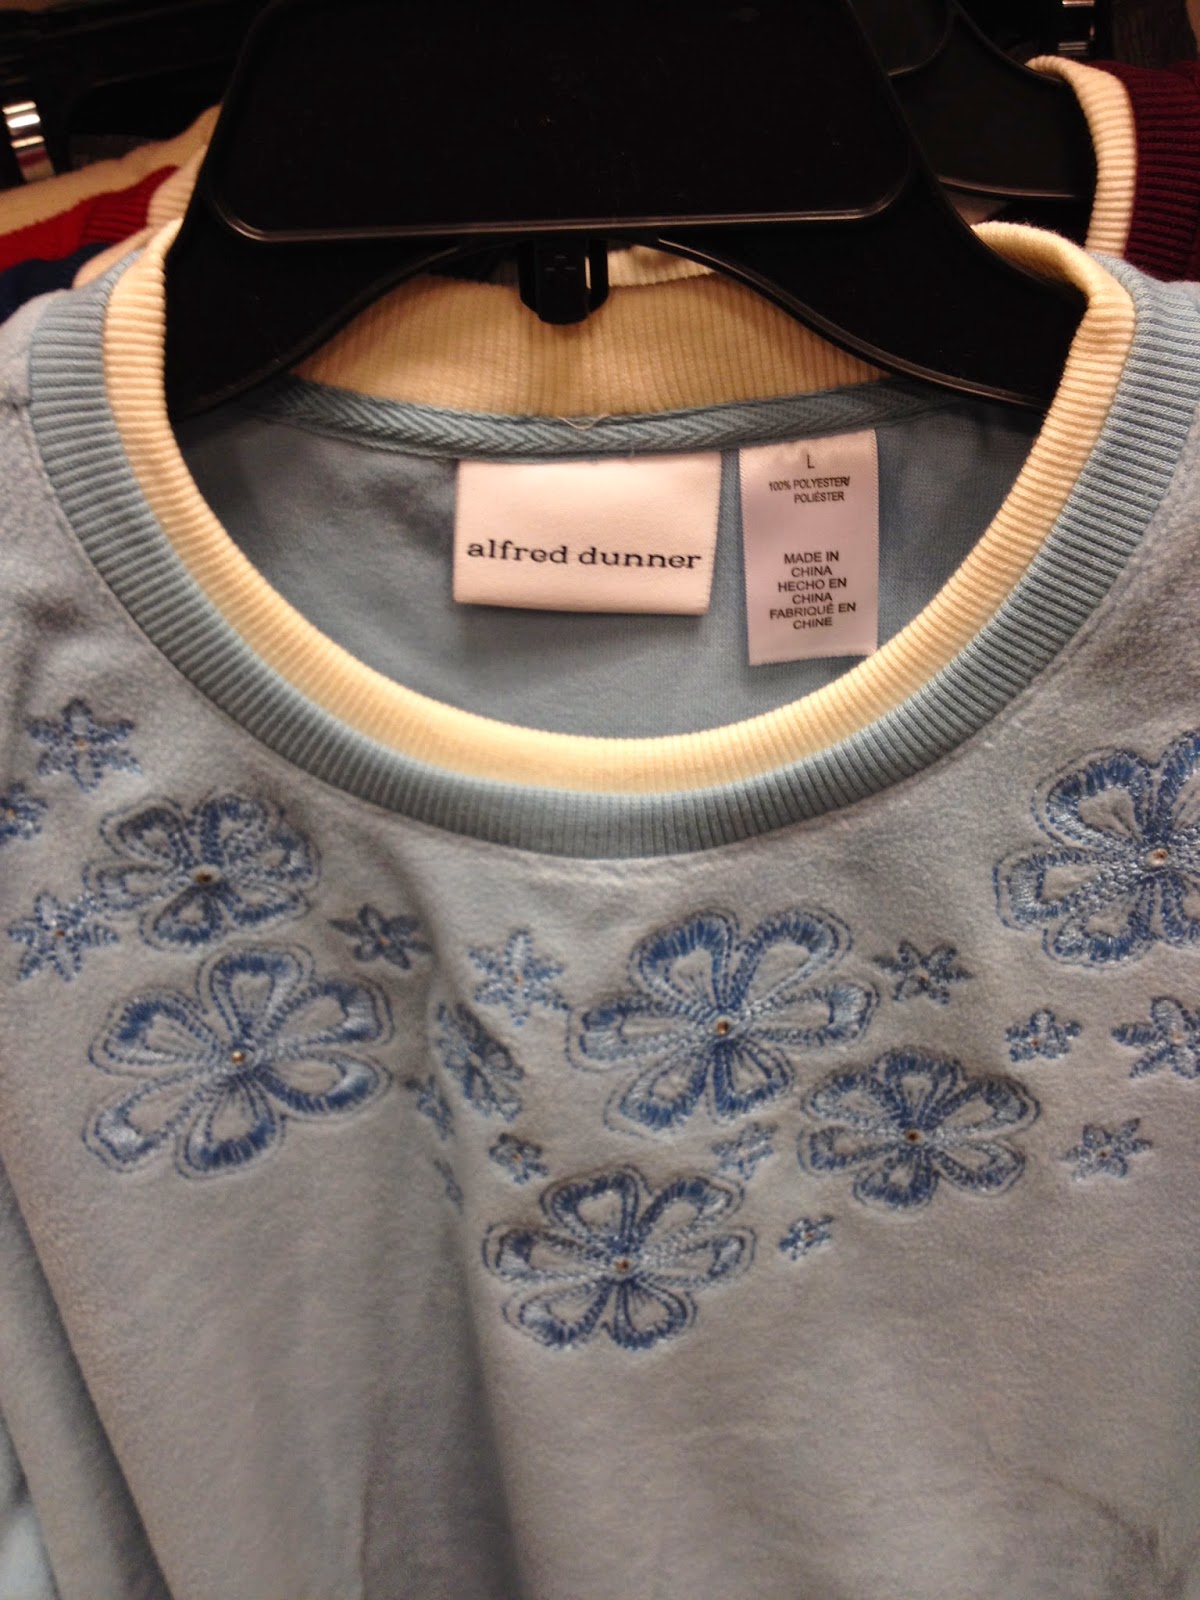 alfred dunner
L
100% POLYESTER/
POLIÉSTER
MADE IN
CHINA
HECHO EN
CHINA
FABRIQUÉ EN
CHINE